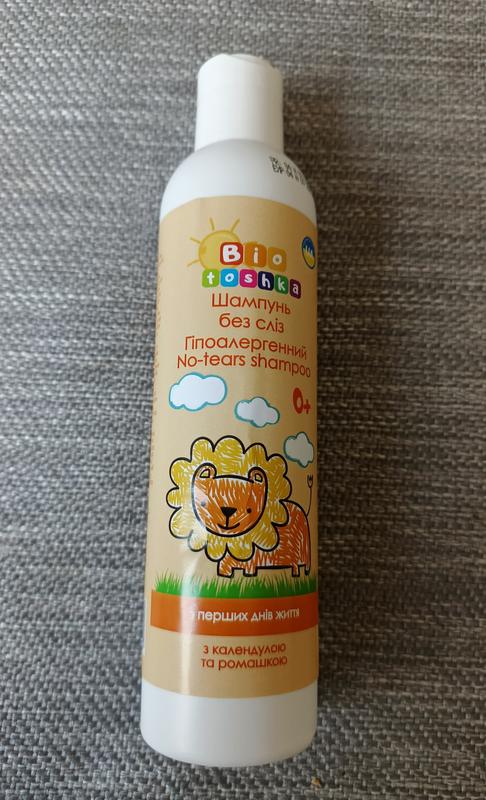 Bio
toshka
Шампунь
без сліз
Гіпоалергенний
No-tears shampoo
0+
перших днів життя
з календулою
та ромашкою